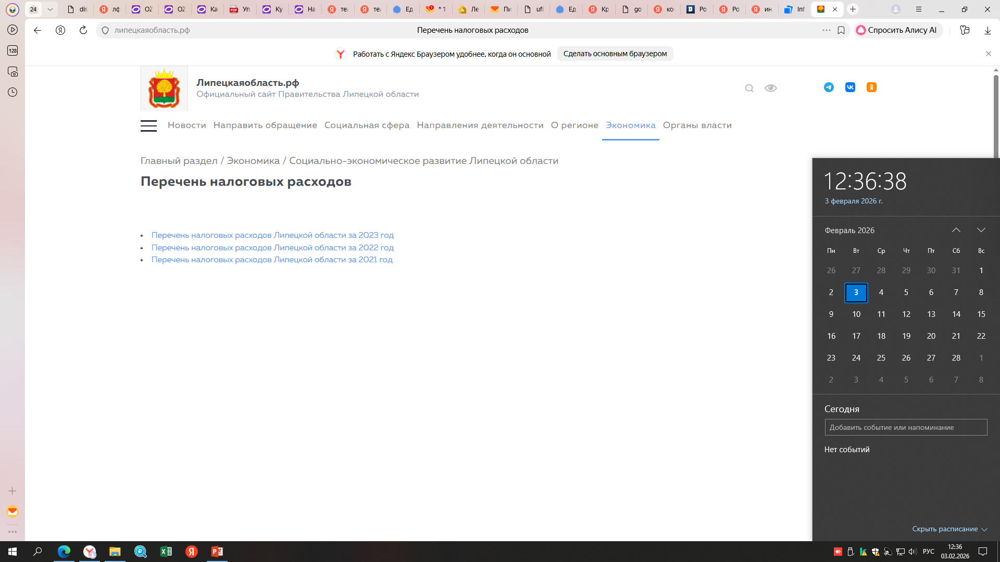 24
dis
лф
OZ
OZ
Ка
Уп
Ку
На
теа
теа
Ед
* 1
Ле
Пи
ufi
Ед
Кр
go
кос
Ро
Ро
ин
Inf
липецкаяобласть.рф
Перечень налоговых расходов
Спросить Алису AI
128
Работать с Яндекс Браузером удобнее, когда он основной
Сделать основным браузером
Липецкаяобласть.рф
Официальный сайт Правительства Липецкой области
Новости Направить обращение Социальная сфера Направления деятельности О регионе Экономика Органы власти
Главный раздел / Экономика / Социально-экономическое развитие Липецкой области
Перечень налоговых расходов
Перечень налоговых расходов Липецкой области за 2023 год
Перечень налоговых расходов Липецкой области за 2022 год
Перечень налоговых расходов Липецкой области за 2021 год
12:36:38
3 февраля 2026 г.
Февраль 2026
Пн Вт Ср Чт Пт Сб Вс
26 27 28 29 30 31 1
2 3 4 5 6 7 8
9 10 11 12 13 14 15
16 17 18 19 20 21 22
23 24 25 26 27 28 1
2 3 4 5 6 7 8
Сегодня
Добавить событие или напоминание
Нет событий
Скрыть расписание
РУС
12:36
03.02.2026